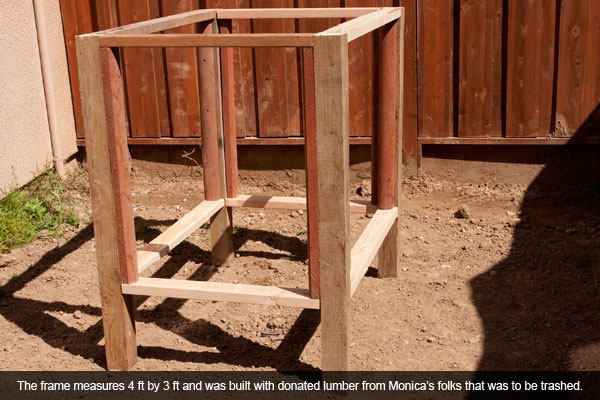 The frame measures 4 ft by 3 ft and was built with donated lumber from Monica's folks that was to be trashed.